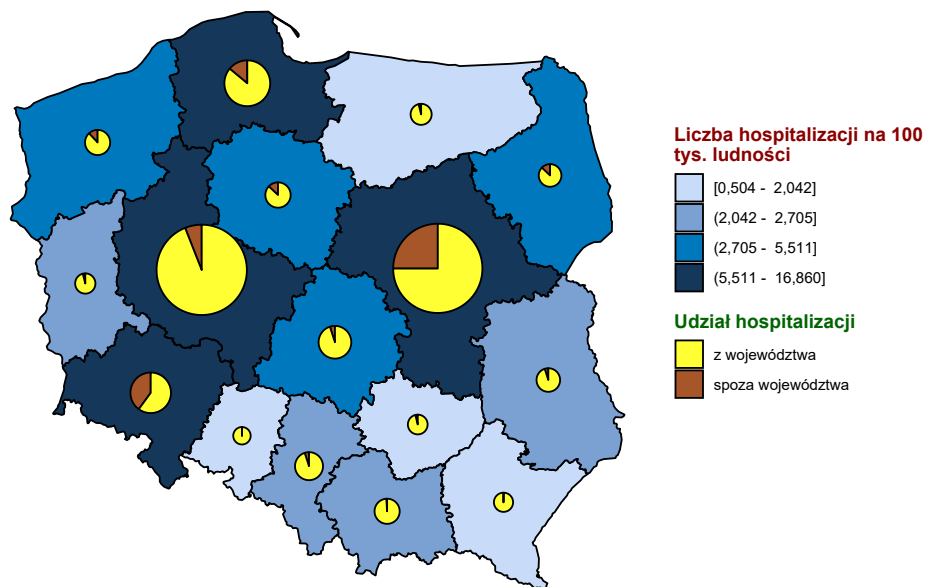 Liczba hospitalizacji na 100
tys. ludności
[0,504 - 2,042]
(2,042 - 2,705]
(2,705 - 5,511]
(5,511 - 16,860]
Udział hospitalizacji
z województwa
spoza województwa